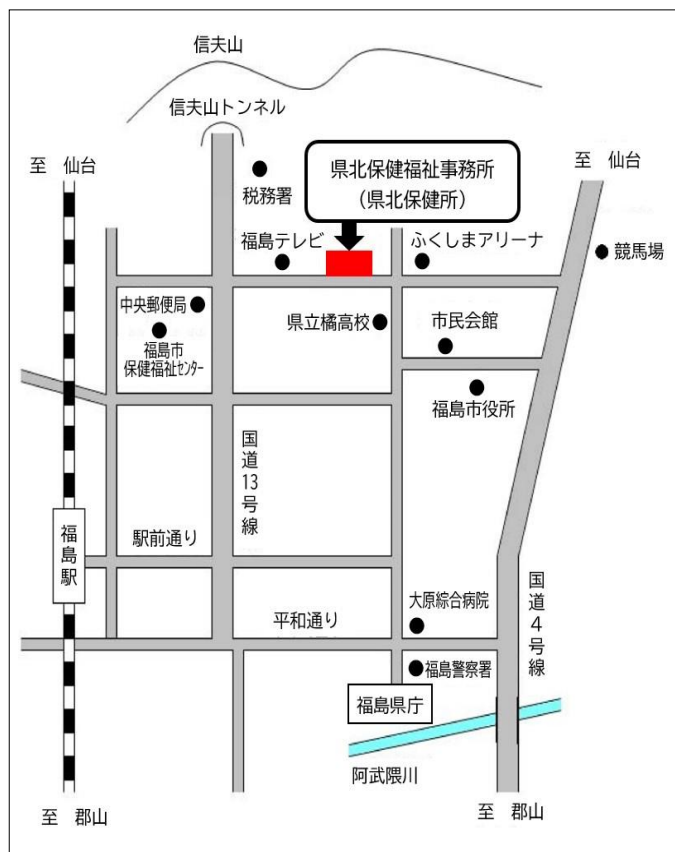 信夫山
信夫山トンネル
至　仙台
税務署
県北保健福祉事務所
（県北保健所）
至　仙台
福島テレビ
ふくしまアリーナ
競馬場
中央郵便局
福島市
保健福祉センター
県立橘高校
市民会館
福島市役所
国道13号線
駅前通り
福島駅
平和通り
大原綜合病院
国道4号線
福島警察署
福島県庁
阿武隈川
至　郡山
至　郡山